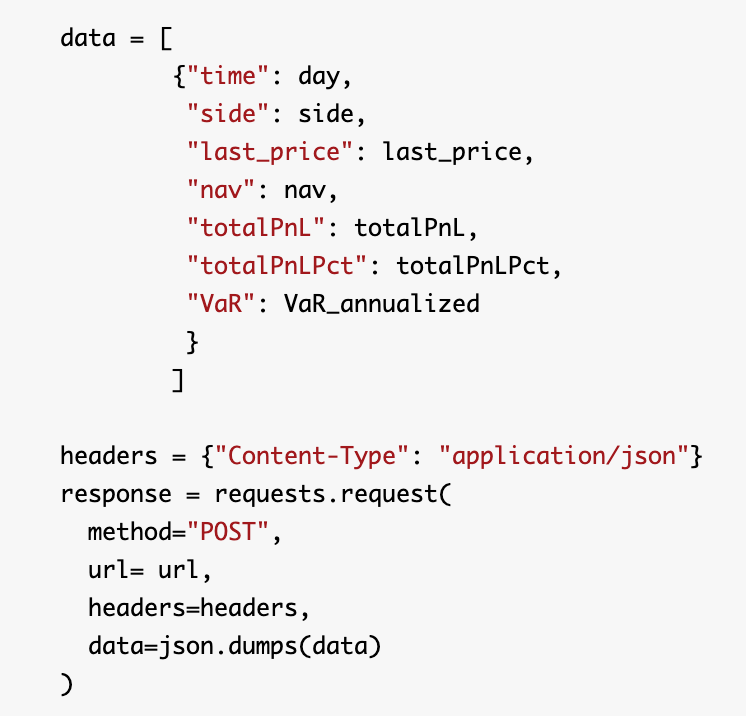 data = [
{"time": day,
"side": side,
"last_price": last_price,
"nav": nav,
"totalPnL": totalPnL,
"totalPnLPct": totalPnLPct,
"VaR": VaR_annualized
}
]
headers = {"Content-Type": "application/json"}
response = requests.request(
method="POST",
url= url,
headers=headers,
data=json.dumps(data)
)